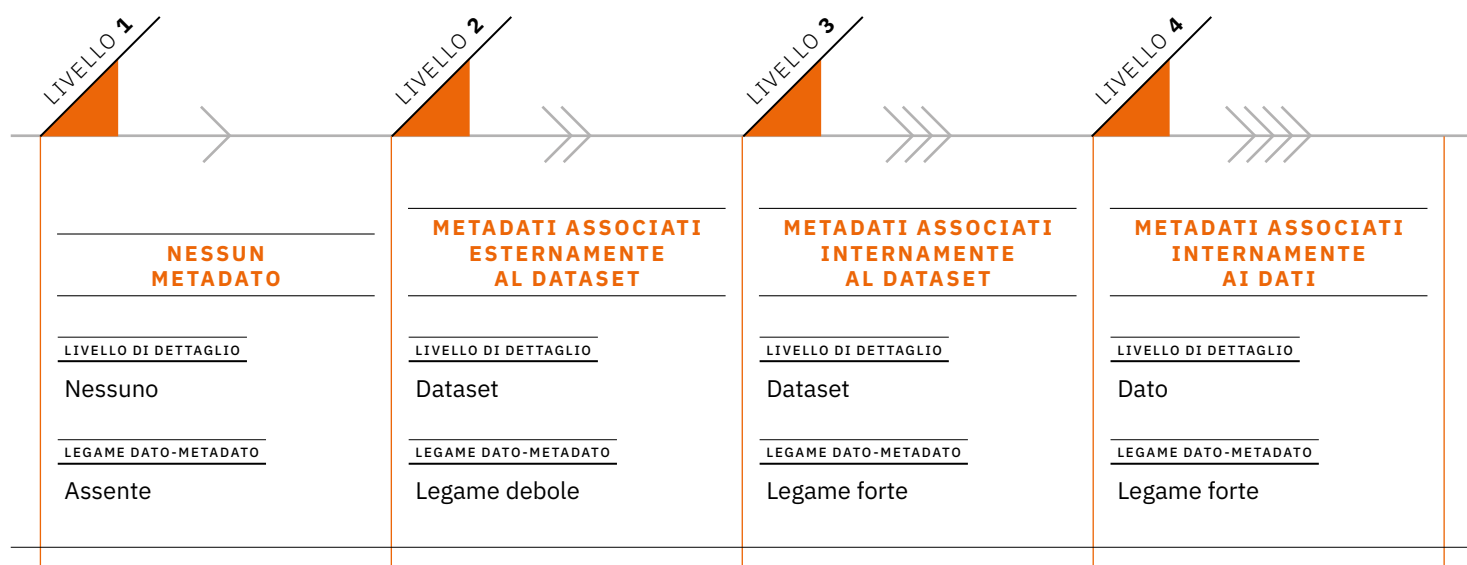 LIVELLO 1
NESSUN
METADATO
LIVELLO DI DETTAGLIO
Nessuno
LEGAME DATO-METADATO
Assente
LIVELLO 2
METADATI ASSOCIATI
ESTERNAMENTE
AL DATASET
LIVELLO DI DETTAGLIO
Dataset
LEGAME DATO-METADATO
Legame debole
LIVELLO 3
METADATI ASSOCIATI
INTERNAMENTE
AL DATASET
LIVELLO DI DETTAGLIO
Dataset
LEGAME DATO-METADATO
Legame forte
LIVELLO 4
METADATI ASSOCIATI
INTERNAMENTE
AI DATI
LIVELLO DI DETTAGLIO
Dato
LEGAME DATO-METADATO
Legame forte